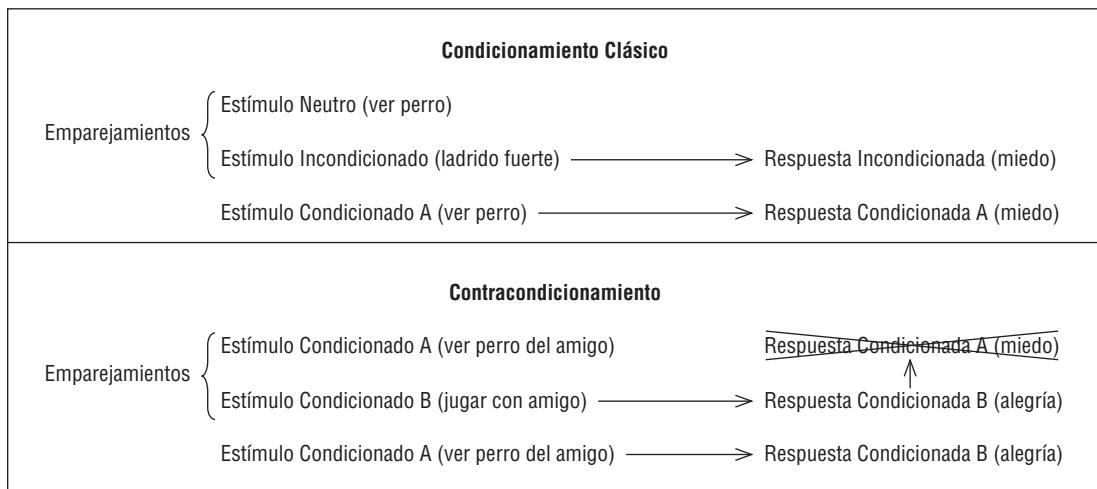 Condicionamiento Clásico
Estímulo Neutro (ver perro)
Emparejamientos
Estímulo Incondicionado (ladrido fuerte) Respuesta Incondicionada (miedo)
Estímulo Condicionado A (ver perro) Respuesta Condicionada A (miedo)
Contracondicionamiento
Estímulo Condicionado A (ver perro del amigo) Respuesta Condicionada A (miedo)
Emparejamientos
Estímulo Condicionado B (jugar con amigo) Respuesta Condicionada B (alegría)
Estímulo Condicionado A (ver perro del amigo) Respuesta Condicionada B (alegría)